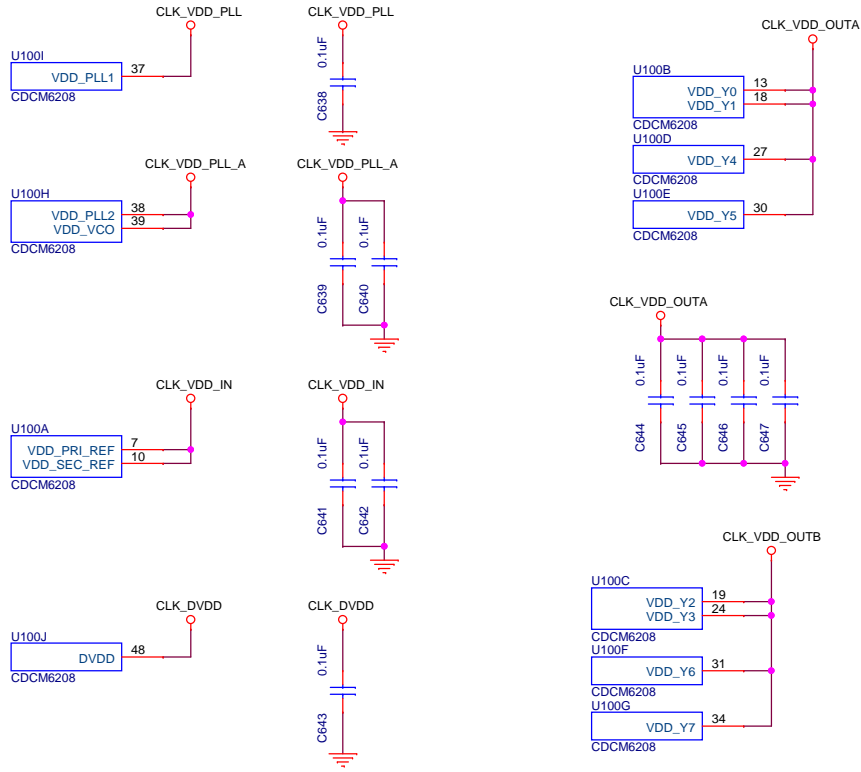 CLK_VDD_PLL
U100I
VDD_PLL1
37
CDCM6208
CLK_VDD_PLL
0.1uF
C638
CLK_VDD_PLL_A
U100H
VDD_PLL2
38
VDD_VCO
39
CDCM6208
CLK_VDD_PLL_A
0.1uF
0.1uF
C639
C640
CLK_VDD_IN
U100A
VDD_PRI_REF
7
VDD_SEC_REF
10
CDCM6208
CLK_VDD_IN
0.1uF
0.1uF
C641
C642
CLK_DVDD
U100J
DVDD
48
CDCM6208
CLK_DVDD
0.1uF
C643
CLK_VDD_OUTA
U100B
VDD_Y0
13
VDD_Y1
18
CDCM6208
U100D
VDD_Y4
27
CDCM6208
U100E
VDD_Y5
30
CDCM6208
CLK_VDD_OUTA
0.1uF
0.1uF
0.1uF
0.1uF
C644
C645
C646
C647
CLK_VDD_OUTB
U100C
VDD_Y2
19
VDD_Y3
24
CDCM6208
U100F
VDD_Y6
31
CDCM6208
U100G
VDD_Y7
34
CDCM6208